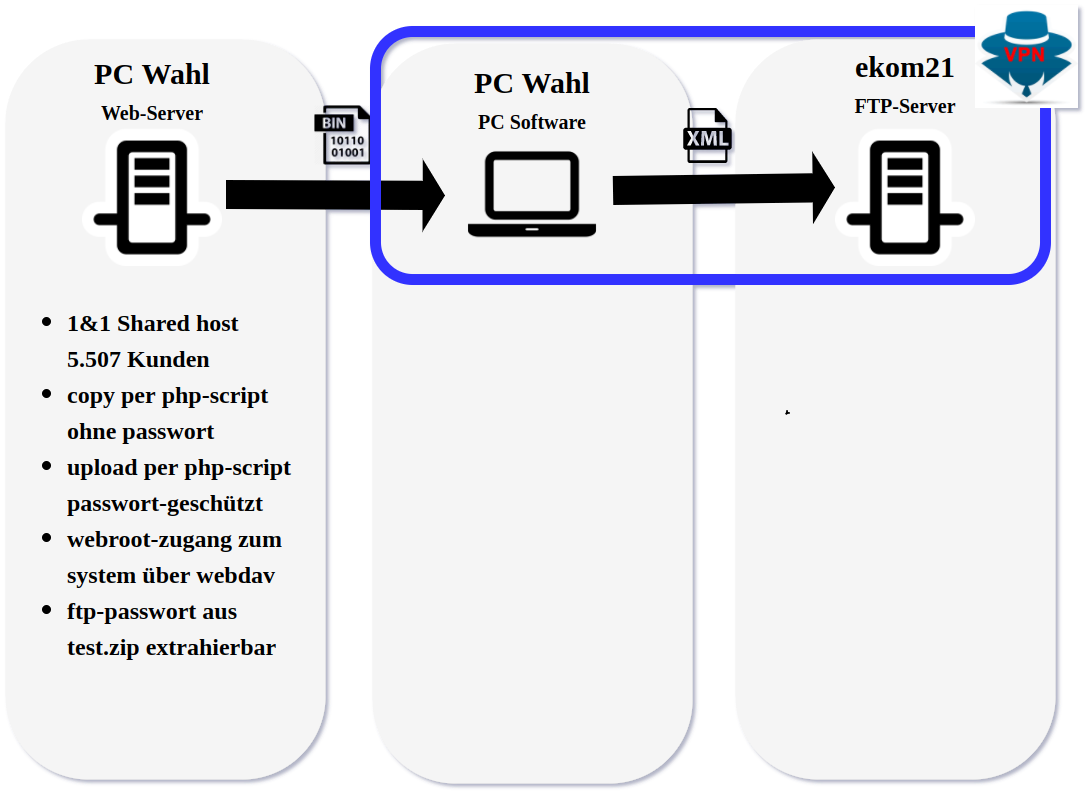 PC Wahl
Web-Server
BIN
10110
01001
PC Wahl
PC Software
XML
ekom21
FTP-Server
VPN
1&1 Shared host
5.507 Kunden
copy per php-script
ohne passwort
upload per php-script
passwort-geschützt
webroot-zugang zum
system über webdav
ftp-passwort aus
test.zip extrahierbar